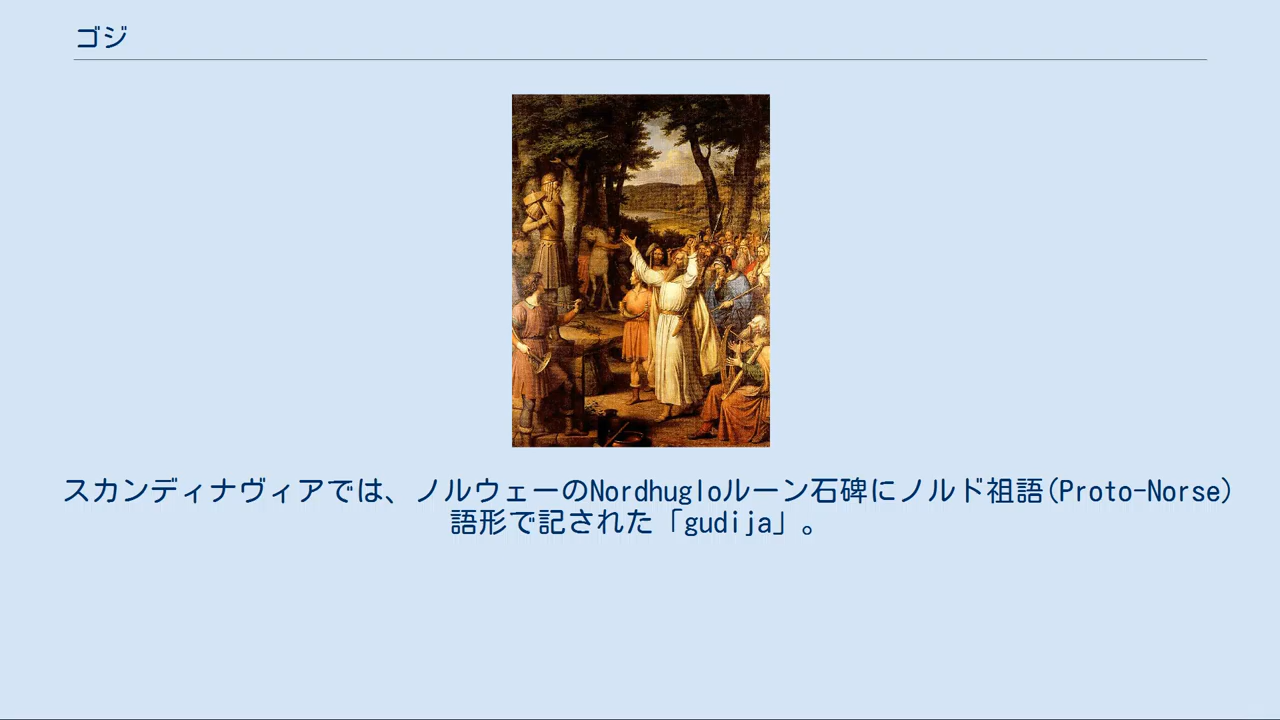 ゴジ
スカンディナヴィアでは、ノルウェーのNordhugloルーン石碑にノルド祖語(Proto-Norse)
語形で記された「gudija」。